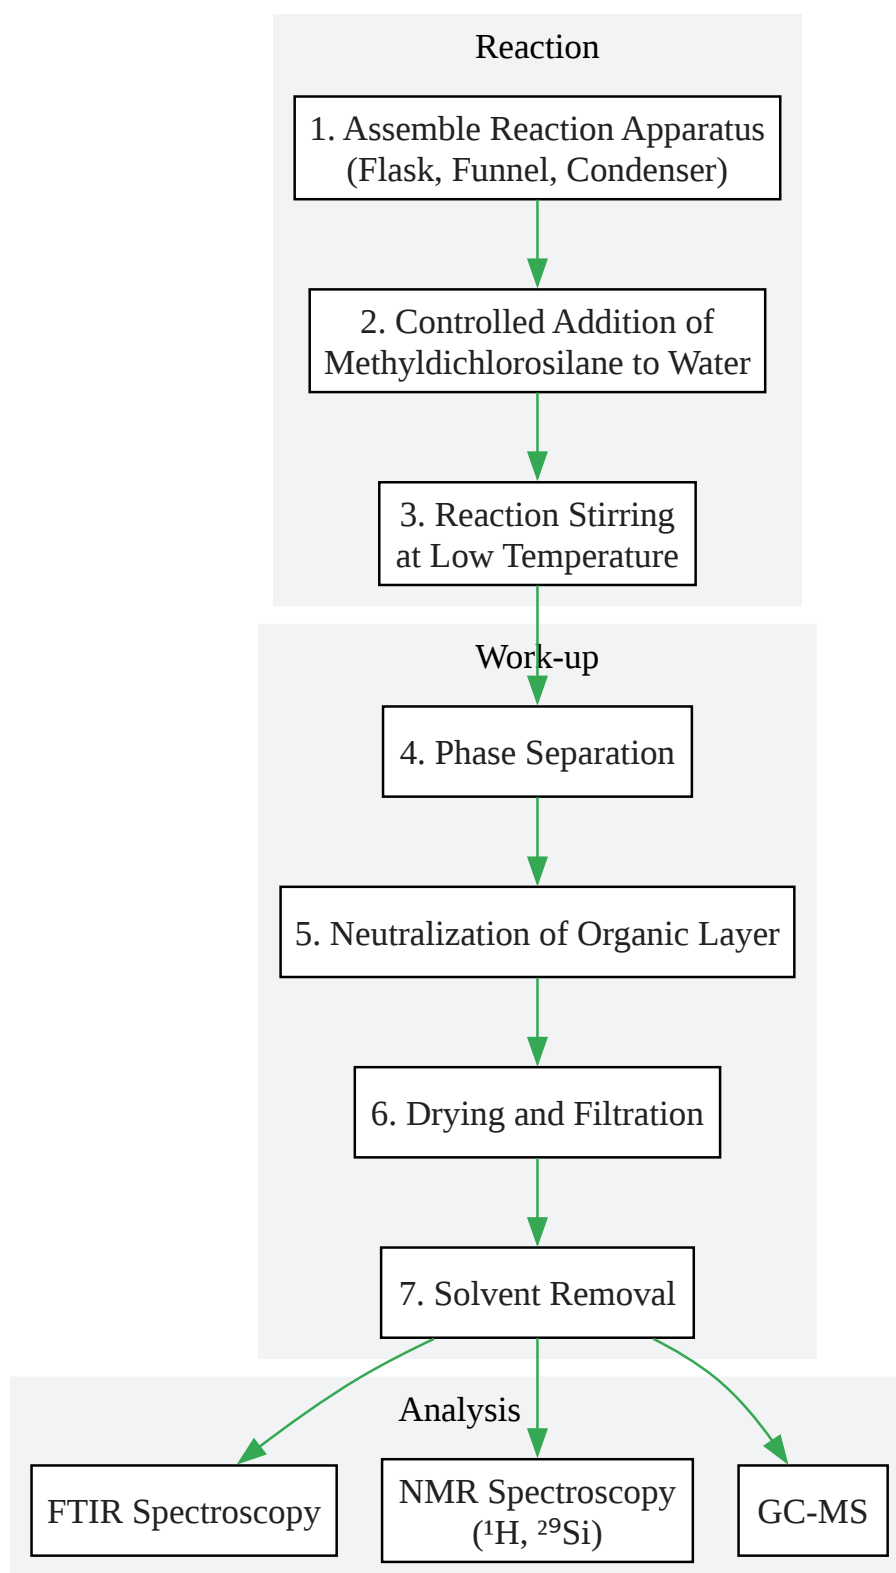 Reaction
1. Assemble Reaction Apparatus
(Flask, Funnel, Condenser)
2. Controlled Addition of
Methyldichlorosilane to Water
3. Reaction Stirring
at Low Temperature
Work-up
4. Phase Separation
5. Neutralization of Organic Layer
6. Drying and Filtration
7. Solvent Removal
Analysis
FTIR Spectroscopy
NMR Spectroscopy
(¹H, ²⁹Si)
GC-MS